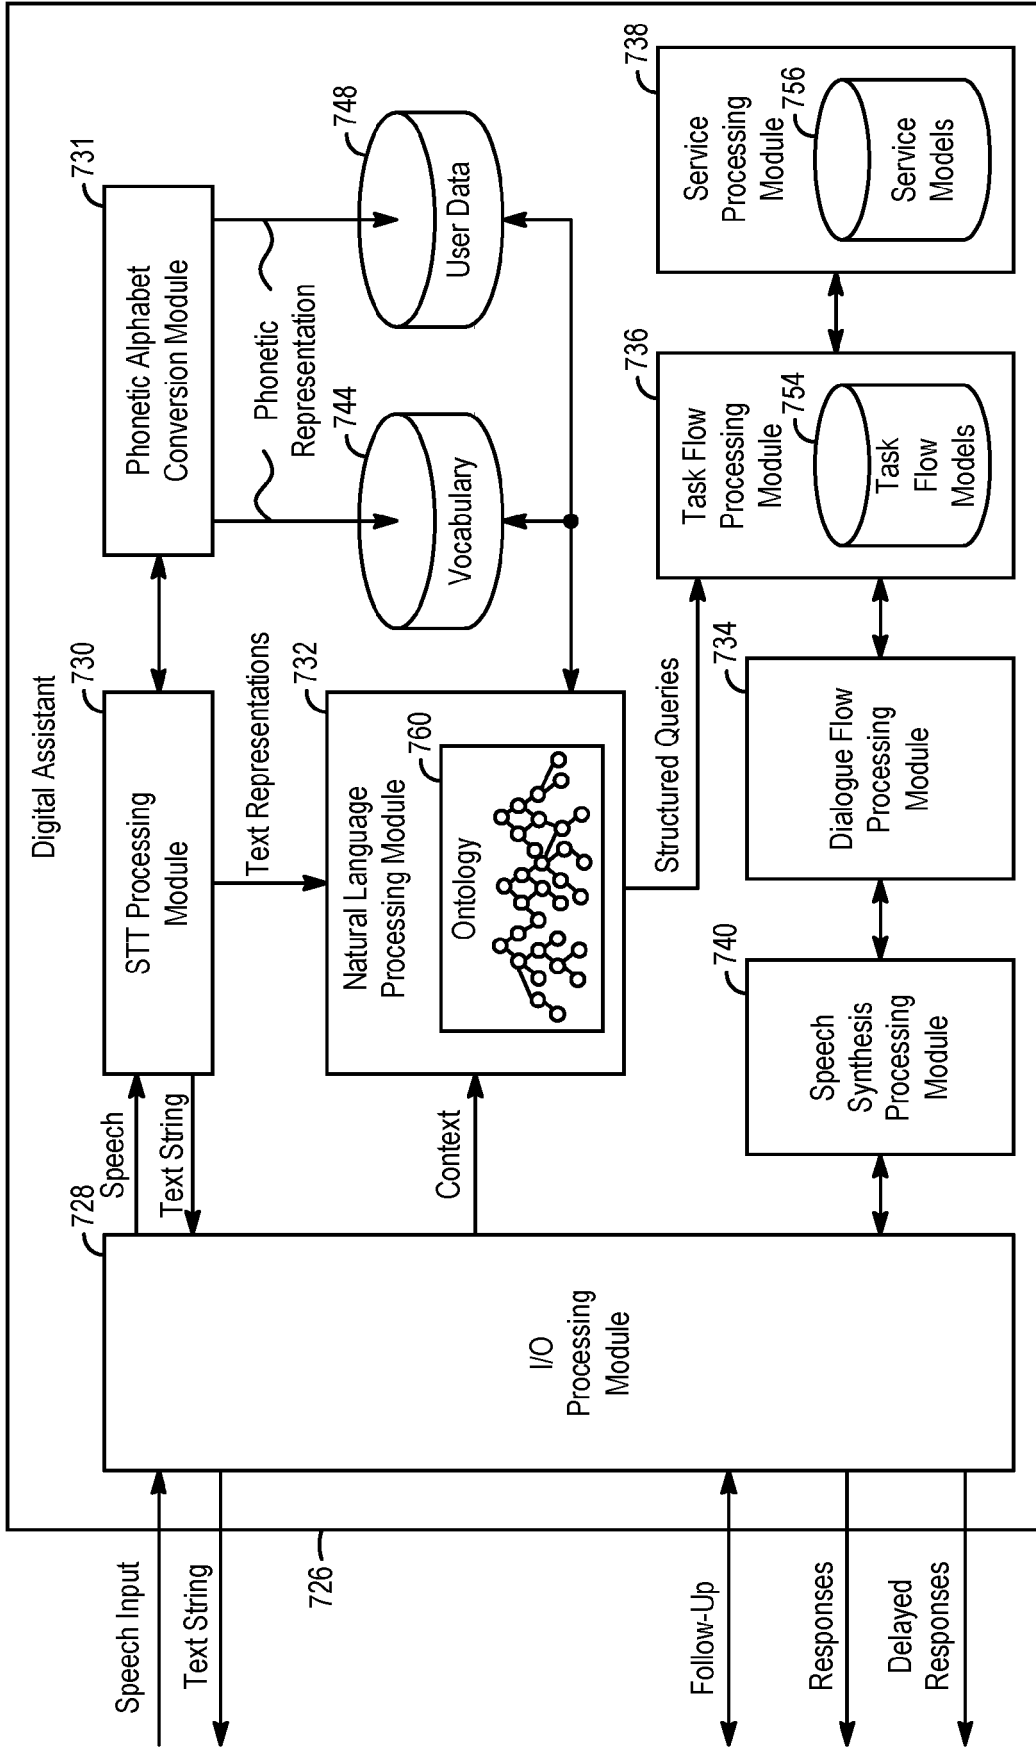 Digital Assistant
Speech Input
Text String
726
Follow-Up
Responses
Delayed
Responses
728
I/O
Processing
Module
Speech
Text String
Context
730
STT Processing
Module
Text Representations
731
Phonetic Alphabet
Conversion Module
Phonetic
Representation
744
Vocabulary
748
User Data
732
Natural Language
Processing Module
760
Ontology
Structured Queries
740
Speech
Synthesis
Processing
Module
734
Dialogue Flow
Processing
Module
736
Task Flow
Processing
Module
754
Task
Flow
Models
738
Service
Processing
Module
756
Service
Models